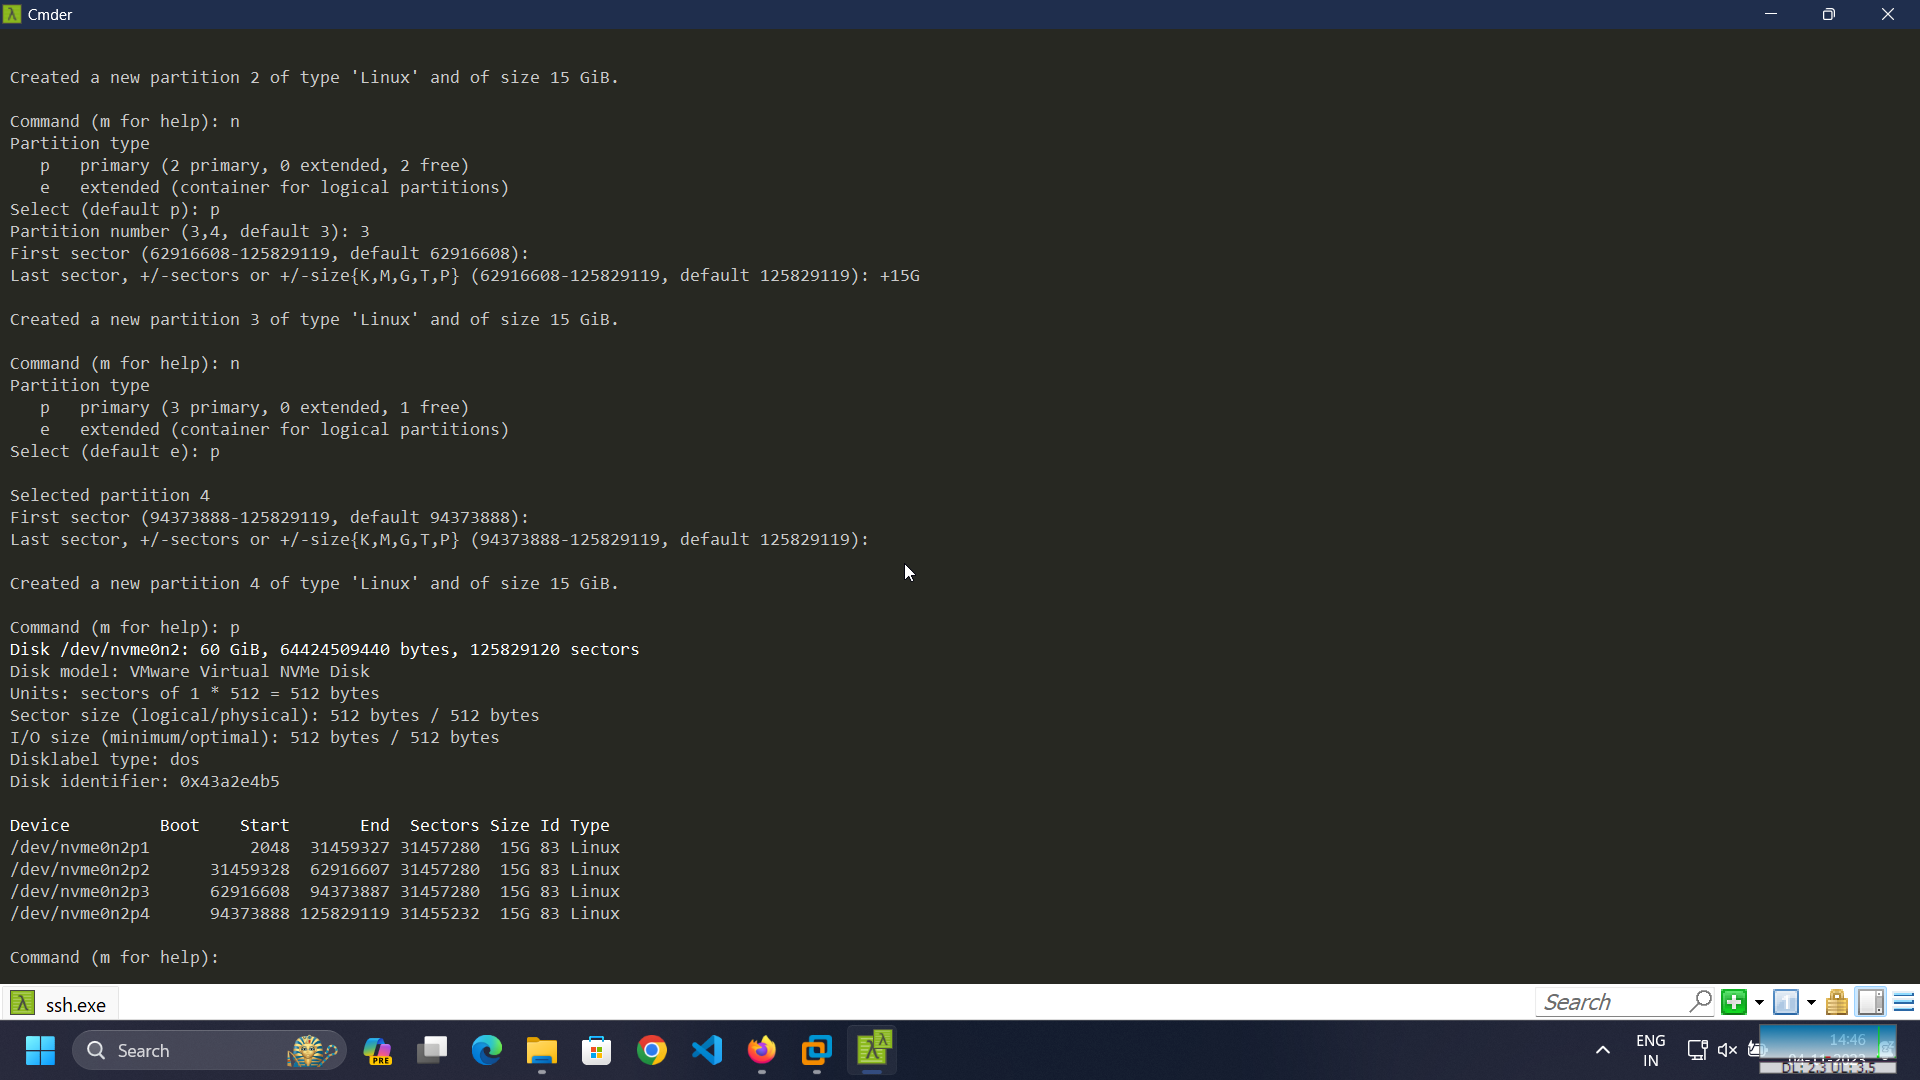 Cmder
Created a new partition 2 of type 'Linux' and of size 15 GiB.
Command (m for help): n
Partition type
p   primary (2 primary, 0 extended, 2 free)
e   extended (container for logical partitions)
Select (default p): p
Partition number (3,4, default 3): 3
First sector (62916608-125829119, default 62916608):
Last sector, +/-sectors or +/-size{K,M,G,T,P} (62916608-125829119, default 125829119): +15G
Created a new partition 3 of type 'Linux' and of size 15 GiB.
Command (m for help): n
Partition type
p   primary (3 primary, 0 extended, 1 free)
e   extended (container for logical partitions)
Select (default e): p
Selected partition 4
First sector (94373888-125829119, default 94373888):
Last sector, +/-sectors or +/-size{K,M,G,T,P} (94373888-125829119, default 125829119):
Created a new partition 4 of type 'Linux' and of size 15 GiB.
Command (m for help): p
Disk /dev/nvme0n2: 60 GiB, 64424509440 bytes, 125829120 sectors
Disk model: VMware Virtual NVMe Disk
Units: sectors of 1 * 512 = 512 bytes
Sector size (logical/physical): 512 bytes / 512 bytes
I/O size (minimum/optimal): 512 bytes / 512 bytes
Disklabel type: dos
Disk identifier: 0x43a2e4b5
Device         Boot    Start       End  Sectors Size Id Type
/dev/nvme0n2p1          2048  31459327 31457280  15G 83 Linux
/dev/nvme0n2p2      31459328  62916607 31457280  15G 83 Linux
/dev/nvme0n2p3      62916608  94373887 31457280  15G 83 Linux
/dev/nvme0n2p4      94373888 125829119 31455232  15G 83 Linux
Command (m for help):
ssh.exe
Search
1
Search
PRE
ENG
IN
14:46
DL: 2.3 UL: 3.5